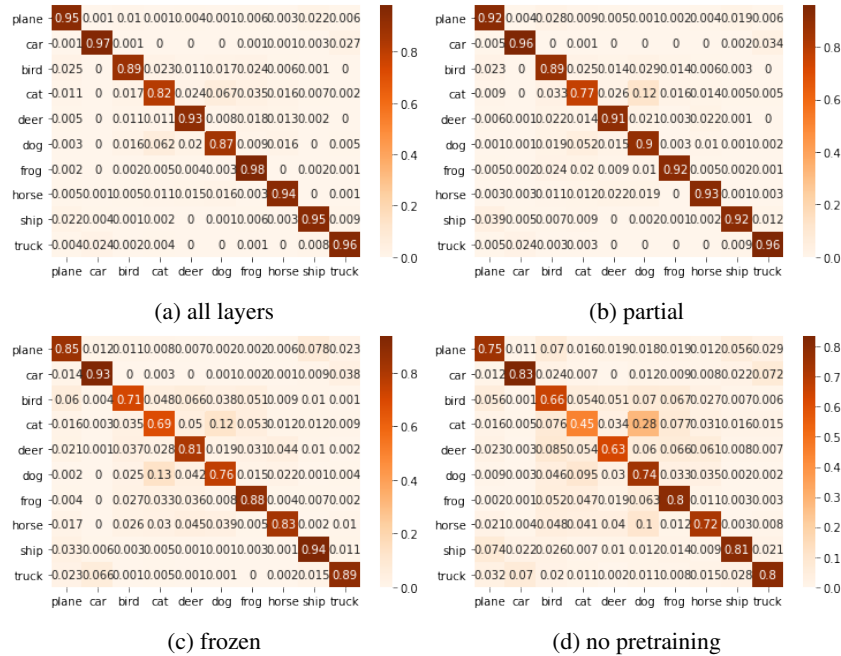 plane 0.95 0.001 0.01 0.001 0.001 0 0.001 0.003 0.022 0.006
car 0.001 0.97 0 0.001 0 0 0.001 0.001 0.003 0.027
bird 0.025 0 0.89 0.023 0.011 0.017 0.024 0.006 0.001 0
cat 0.011 0 0.017 0.82 0.024 0.067 0.035 0.016 0.007 0.002
deer 0.005 0 0.011 0.011 0.93 0.008 0.018 0.013 0.002 0
dog 0.003 0 0.016 0.062 0.02 0.87 0.009 0.016 0 0.005
frog 0.002 0 0.002 0.005 0.004 0.003 0.98 0 0.002 0.001
horse 0.005 0.001 0.005 0.011 0.015 0.016 0.003 0.94 0 0.001
ship 0.022 0.004 0.001 0.002 0 0.001 0.006 0.003 0.95 0.009
truck 0.004 0.024 0.002 0.004 0 0 0.001 0 0.008 0.96
plane car bird cat deer dog frog horse ship truck
0.8
0.6
0.4
0.2
0.0
(a) all layers
plane 0.92 0.004 0.028 0.009 0.005 0.001 0 0.004 0.019 0.007
car 0.005 0.96 0 0.001 0 0 0 0 0.002 0.034
bird 0.023 0 0.89 0.025 0.014 0.029 0.014 0.006 0.003 0
cat 0.009 0 0.033 0.77 0.026 0.12 0.016 0.014 0.008 0.002
deer 0.006 0.001 0.022 0.014 0.91 0.021 0.003 0.022 0.002 0
dog 0.001 0.001 0.019 0.052 0.015 0.9 0.003 0.01 0.001 0.002
frog 0.005 0.002 0.024 0.02 0.009 0.01 0.92 0.005 0.002 0.001
horse 0.003 0.003 0.011 0.012 0.022 0.019 0 0.93 0.001 0.003
ship 0.039 0.005 0.007 0.009 0 0.002 0.001 0.002 0.92 0.012
truck 0.005 0.024 0.003 0.003 0 0 0 0 0.009 0.96
plane car bird cat deer dog frog horse ship truck
0.8
0.6
0.4
0.2
0.0
(b) partial
plane 0.85 0.012 0.011 0.008 0.007 0.002 0.002 0.006 0.078 0.023
car 0.014 0.93 0 0.003 0 0.001 0.002 0.001 0.009 0.038
bird 0.06 0.004 0.71 0.048 0.066 0.038 0.051 0.009 0.01 0.001
cat 0.016 0.003 0.035 0.69 0.05 0.12 0.053 0.012 0.012 0.009
deer 0.021 0.001 0.038 0.021 0.81 0.019 0.031 0.044 0.01 0.002
dog 0.002 0 0.025 0.13 0.042 0.76 0.015 0.022 0.001 0.004
frog 0.004 0 0.027 0.033 0.036 0.008 0.88 0.004 0.007 0.002
horse 0.017 0 0.026 0.03 0.045 0.039 0.005 0.83 0.002 0.01
ship 0.033 0.006 0.003 0.005 0.001 0.001 0.003 0.001 0.94 0.011
truck 0.023 0.066 0.001 0.005 0.001 0.001 0 0.002 0.015 0.89
plane car bird cat deer dog frog horse ship truck
0.8
0.6
0.4
0.2
0.0
(c) frozen
plane 0.75 0.011 0.07 0.016 0.019 0.018 0.019 0.012 0.056 0.029
car 0.012 0.83 0.024 0.007 0 0.012 0.009 0.008 0.022 0.072
bird 0.056 0.001 0.66 0.053 0.054 0.051 0.07 0.047 0.006 0.006
cat 0.016 0.005 0.076 0.45 0.034 0.28 0.077 0.031 0.016 0.015
deer 0.023 0.003 0.085 0.054 0.63 0.06 0.066 0.061 0.008 0.007
dog 0.009 0.003 0.046 0.095 0.03 0.74 0.033 0.035 0.002 0.004
frog 0.002 0.001 0.052 0.047 0.019 0.063 0.8 0.011 0.003 0.003
horse 0.021 0.004 0.048 0.041 0.04 0.1 0.012 0.72 0.003 0.008
ship 0.074 0.022 0.026 0.007 0.01 0.012 0.014 0.009 0.81 0.021
truck 0.032 0.07 0.02 0.011 0.002 0.011 0.008 0.015 0.028 0.8
plane car bird cat deer dog frog horse ship truck
0.8
0.7
0.6
0.5
0.4
0.3
0.2
0.1
0.0
(d) no pretraining